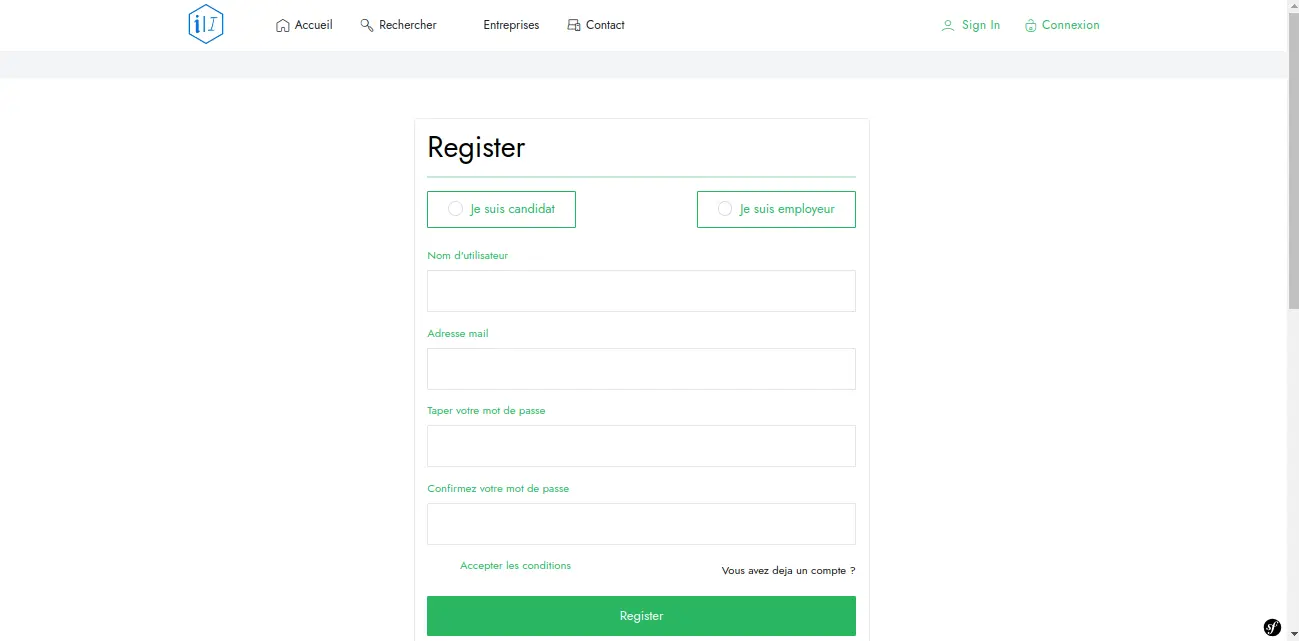 iII
Accueil
Rechercher
Entreprises
Contact
Sign In
Connexion
Register
Je suis candidat
Je suis employeur
Nom d'utilisateur
Adresse mail
Taper votre mot de passe
Confirmez votre mot de passe
Accepter les conditions
Vous avez deja un compte ?
Register
sf